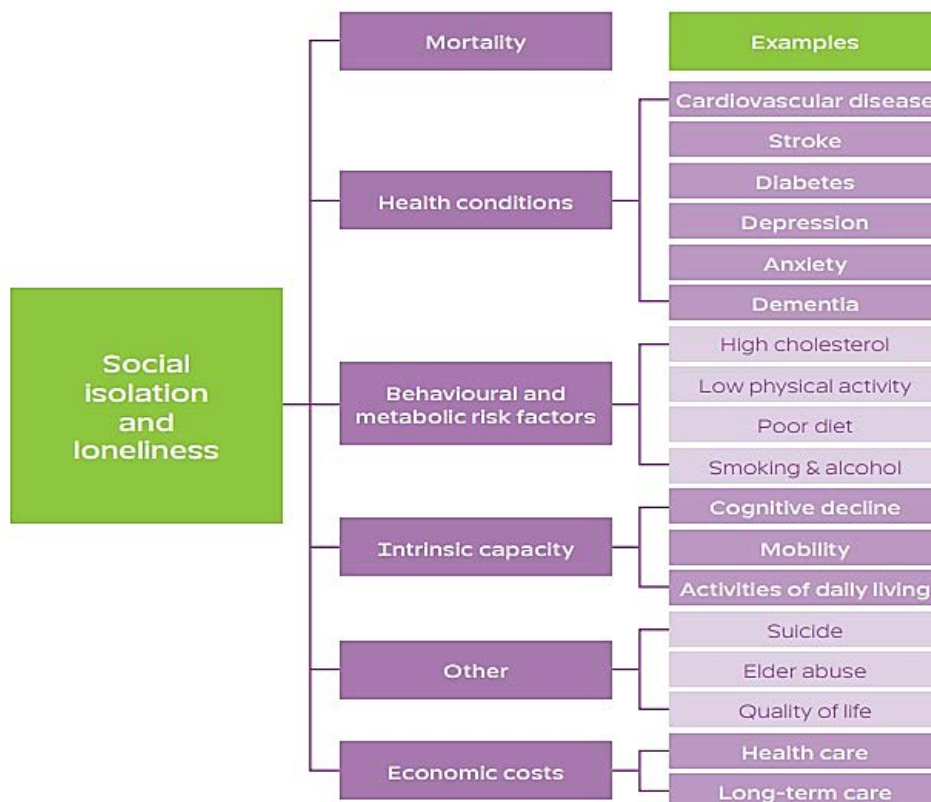 Mortality
Examples
Cardiovascular disease
Stroke
Health conditions
Diabetes
Depression
Anxiety
Dementia
Social
isolation
and
loneliness
Behavioural and
metabolic risk factors
High cholesterol
Low physical activity
Poor diet
Smoking & alcohol
Intrinsic capacity
Cognitive decline
Mobility
Activities of daily living
Other
Suicide
Elder abuse
Quality of life
Economic costs
Health care
Long-term care